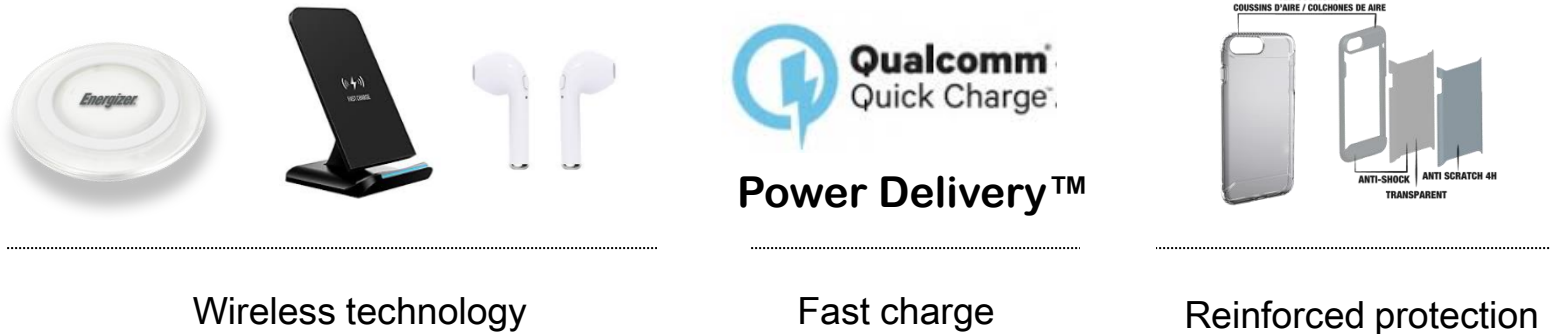 Energizer
FAST CHARGE
Qualcomm®
Quick Charge™
Power Delivery™
COUSSINS D'AIRE / COLCHONES DE AIRE
ANTI-SHOCK
ANTI SCRATCH 4H
TRANSPARENT
Wireless technology
Fast charge
Reinforced protection